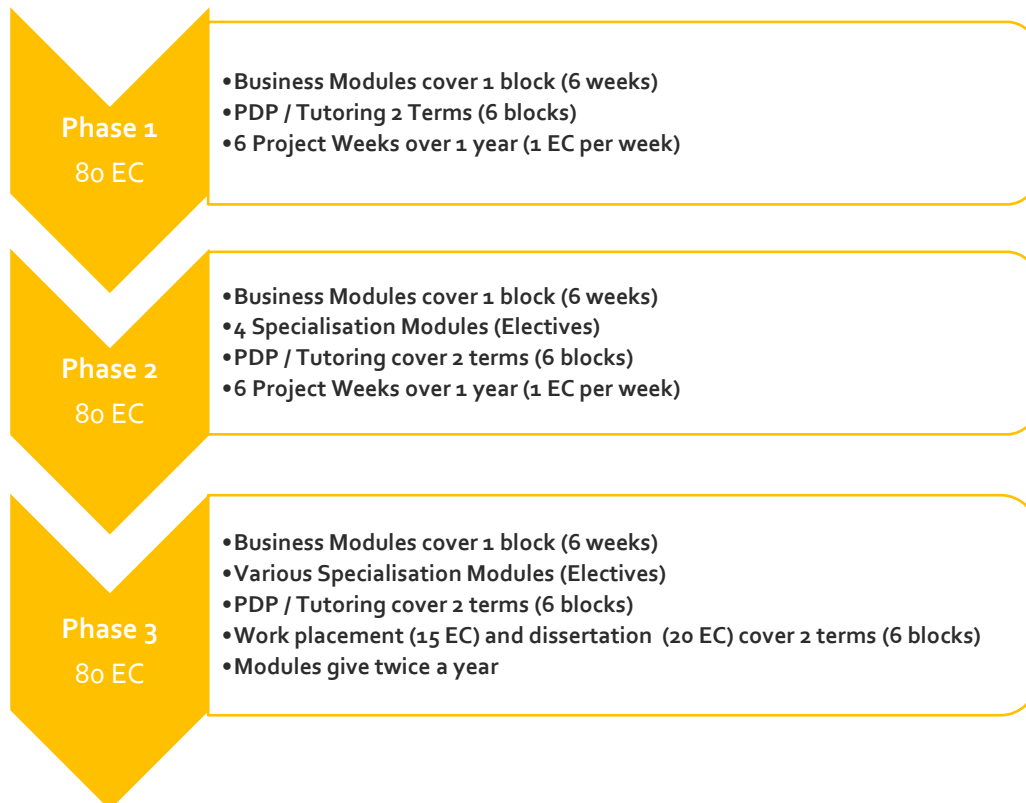 Phase 1
80 EC
•Business Modules cover 1 block (6 weeks)
•PDP / Tutoring 2 Terms (6 blocks)
•6 Project Weeks over 1 year (1 EC per week)
Phase 2
80 EC
•Business Modules cover 1 block (6 weeks)
•4 Specialisation Modules (Electives)
•PDP / Tutoring cover 2 terms (6 blocks)
•6 Project Weeks over 1 year (1 EC per week)
Phase 3
80 EC
•Business Modules cover 1 block (6 weeks)
•Various Specialisation Modules (Electives)
•PDP / Tutoring cover 2 terms (6 blocks)
•Work placement (15 EC) and dissertation  (20 EC) cover 2 terms (6 blocks)
•Modules give twice a year